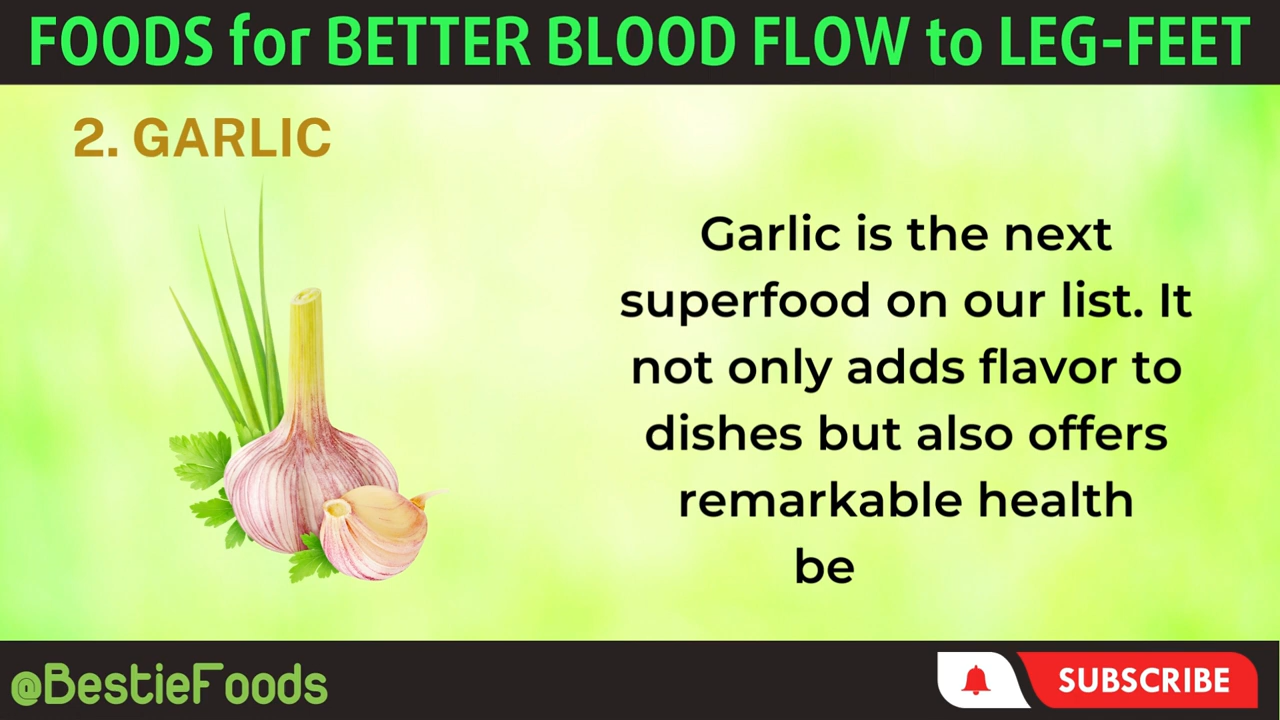 FOODS for BETTER BLOOD FLOW to LEG-FEET
2. GARLIC
Garlic is the next
superfood on our list. It
not only adds flavor to
dishes but also offers
remarkable health
be
@BestieFoods
SUBSCRIBE